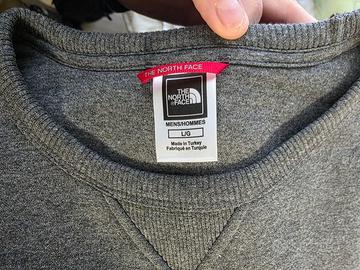 THE NORTH FACE
THE
NORTH
FACE
MENS/HOMMES
L/G
Made in Turkey
Fabriqué en Turquie